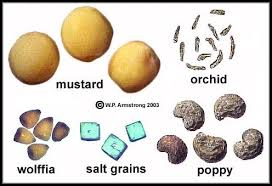 mustard
orchid
© W.P. Armstrong 2003
wolffia
salt grains
poppy